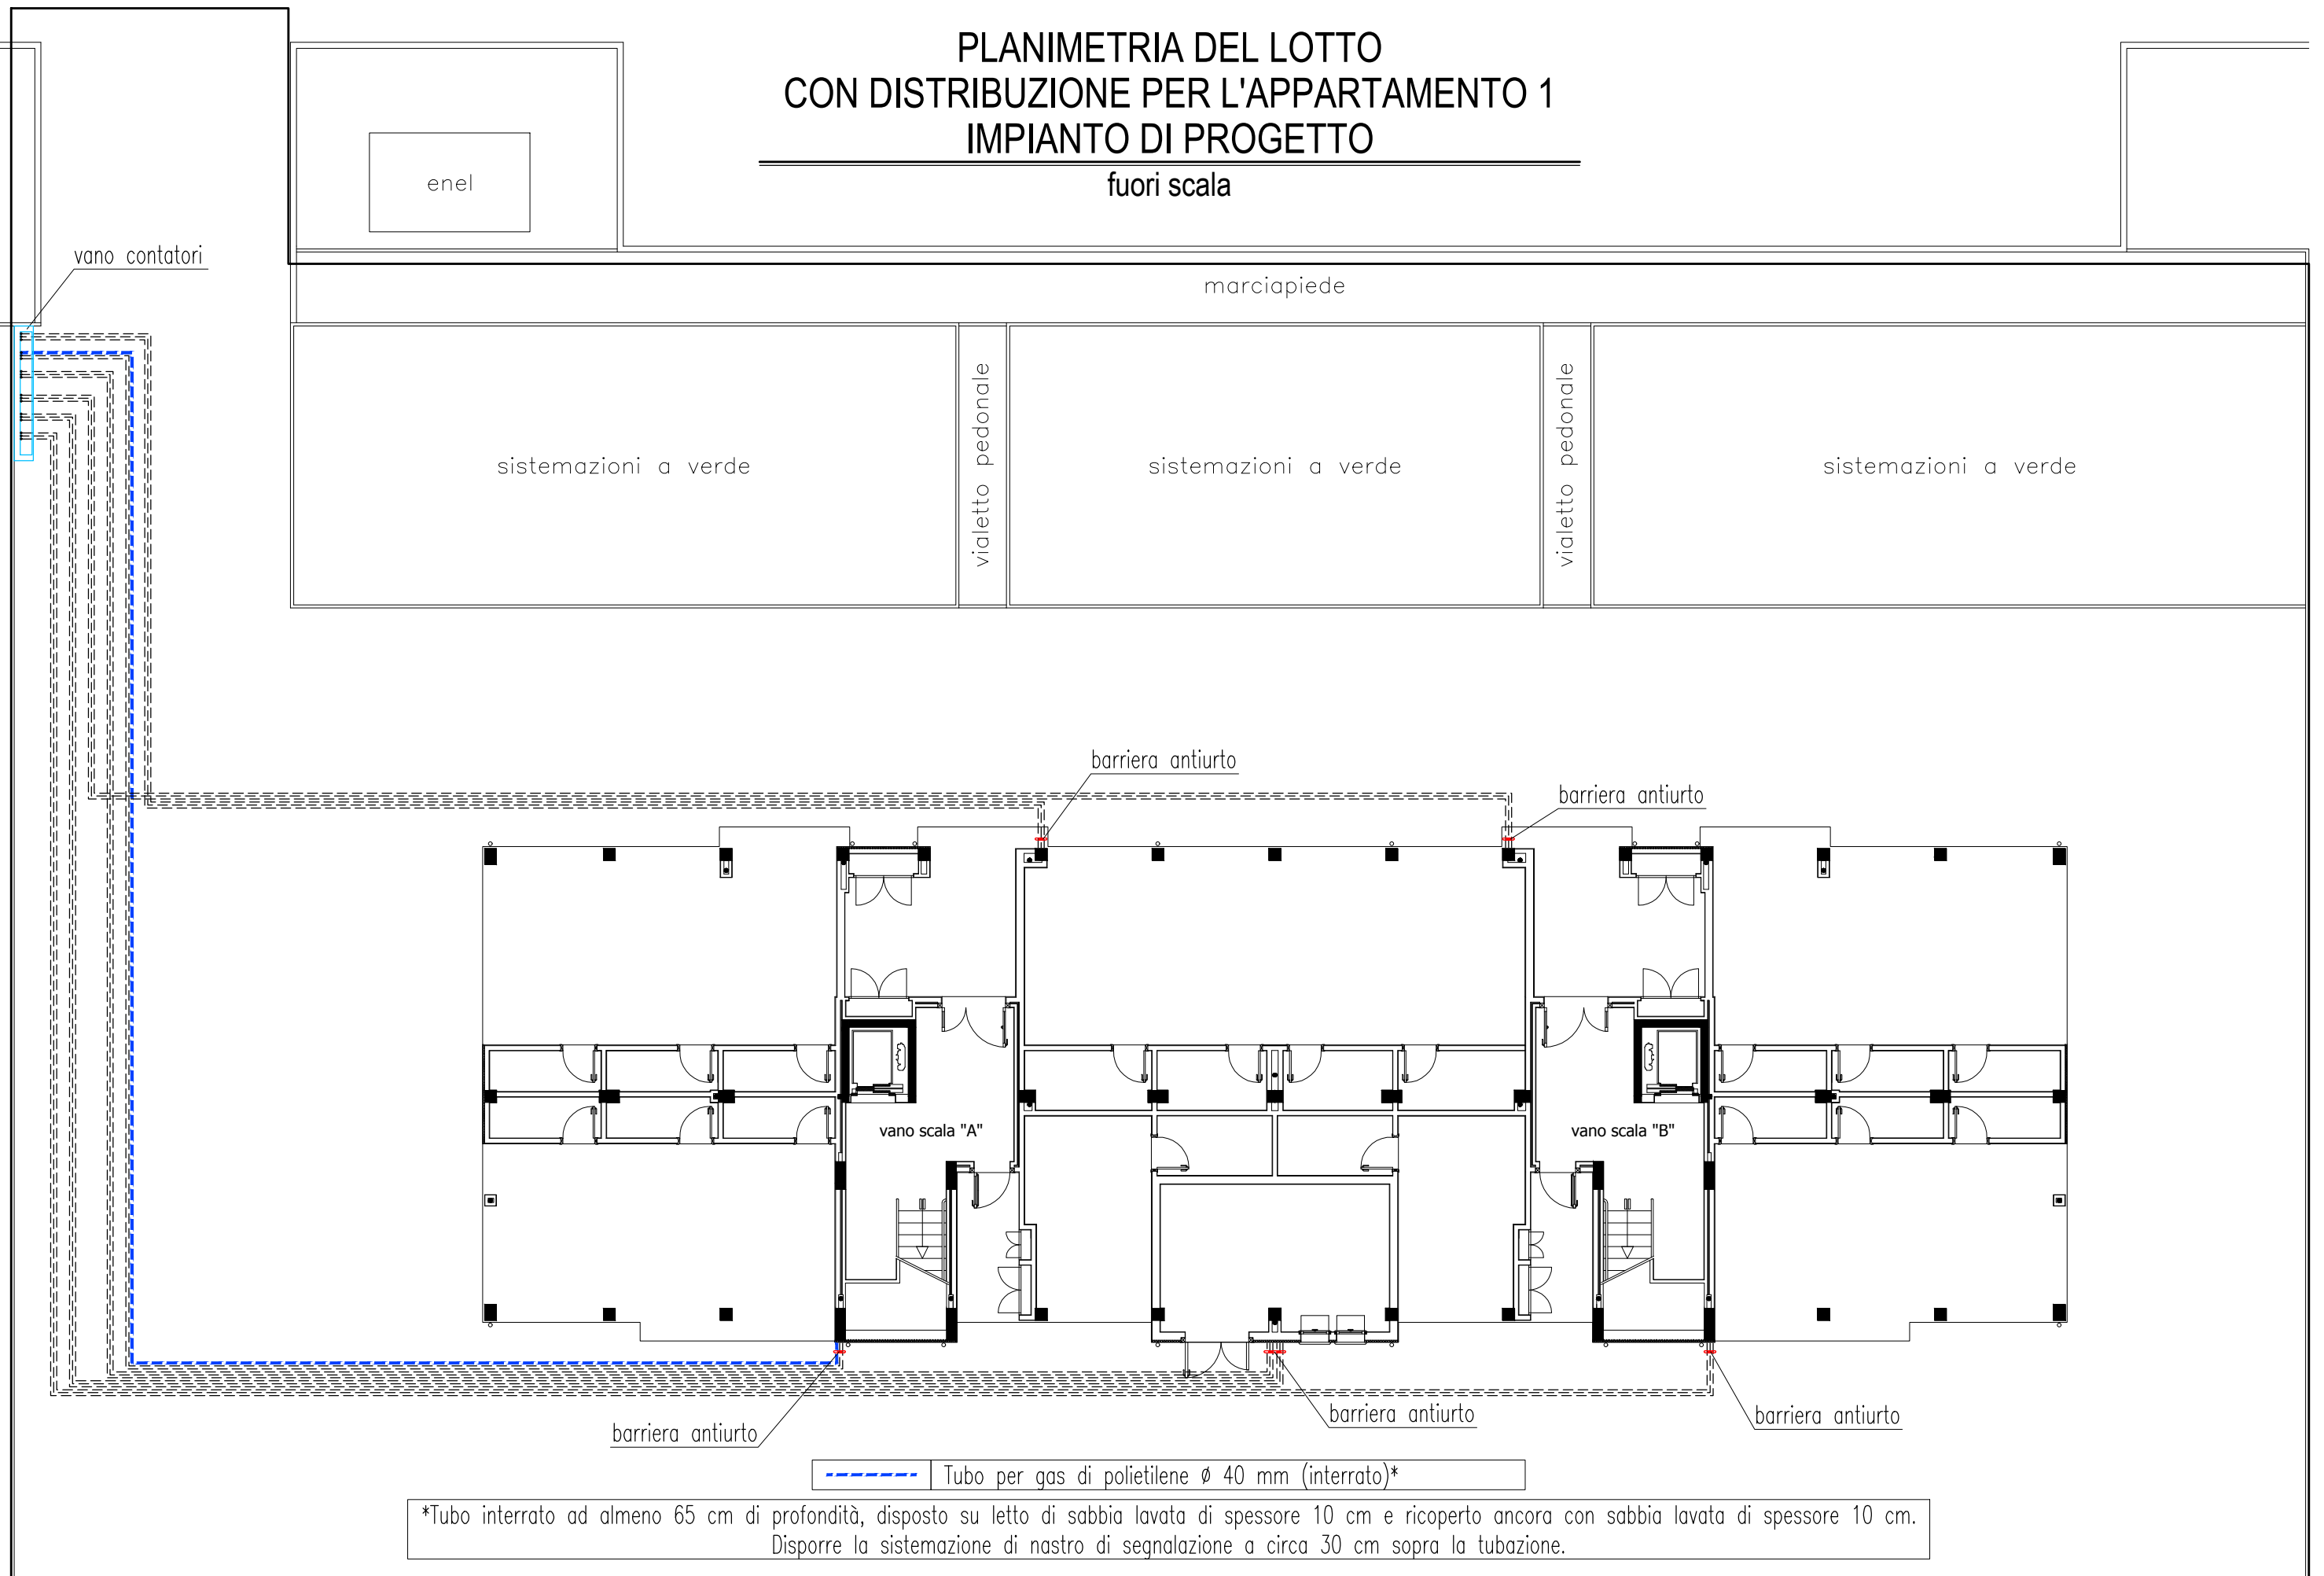 PLANIMETRIA DEL LOTTO
CON DISTRIBUZIONE PER L'APPARTAMENTO 1
IMPIANTO DI PROGETTO
fuori scala
enel
vano contatori
marciapiede
vialetto pedonale
vialetto pedonale
sistemazioni a verde
sistemazioni a verde
sistemazioni a verde
barriera antiurto
barriera antiurto
vano scala "A"
vano scala "B"
barriera antiurto
barriera antiurto
barriera antiurto
Tubo per gas di polietilene ø 40 mm (interrato)*
*Tubo interrato ad almeno 65 cm di profondità, disposto su letto di sabbia lavata di spessore 10 cm e ricoperto ancora con sabbia lavata di spessore 10 cm.
Disporre la sistemazione di nastro di segnalazione a circa 30 cm sopra la tubazione.